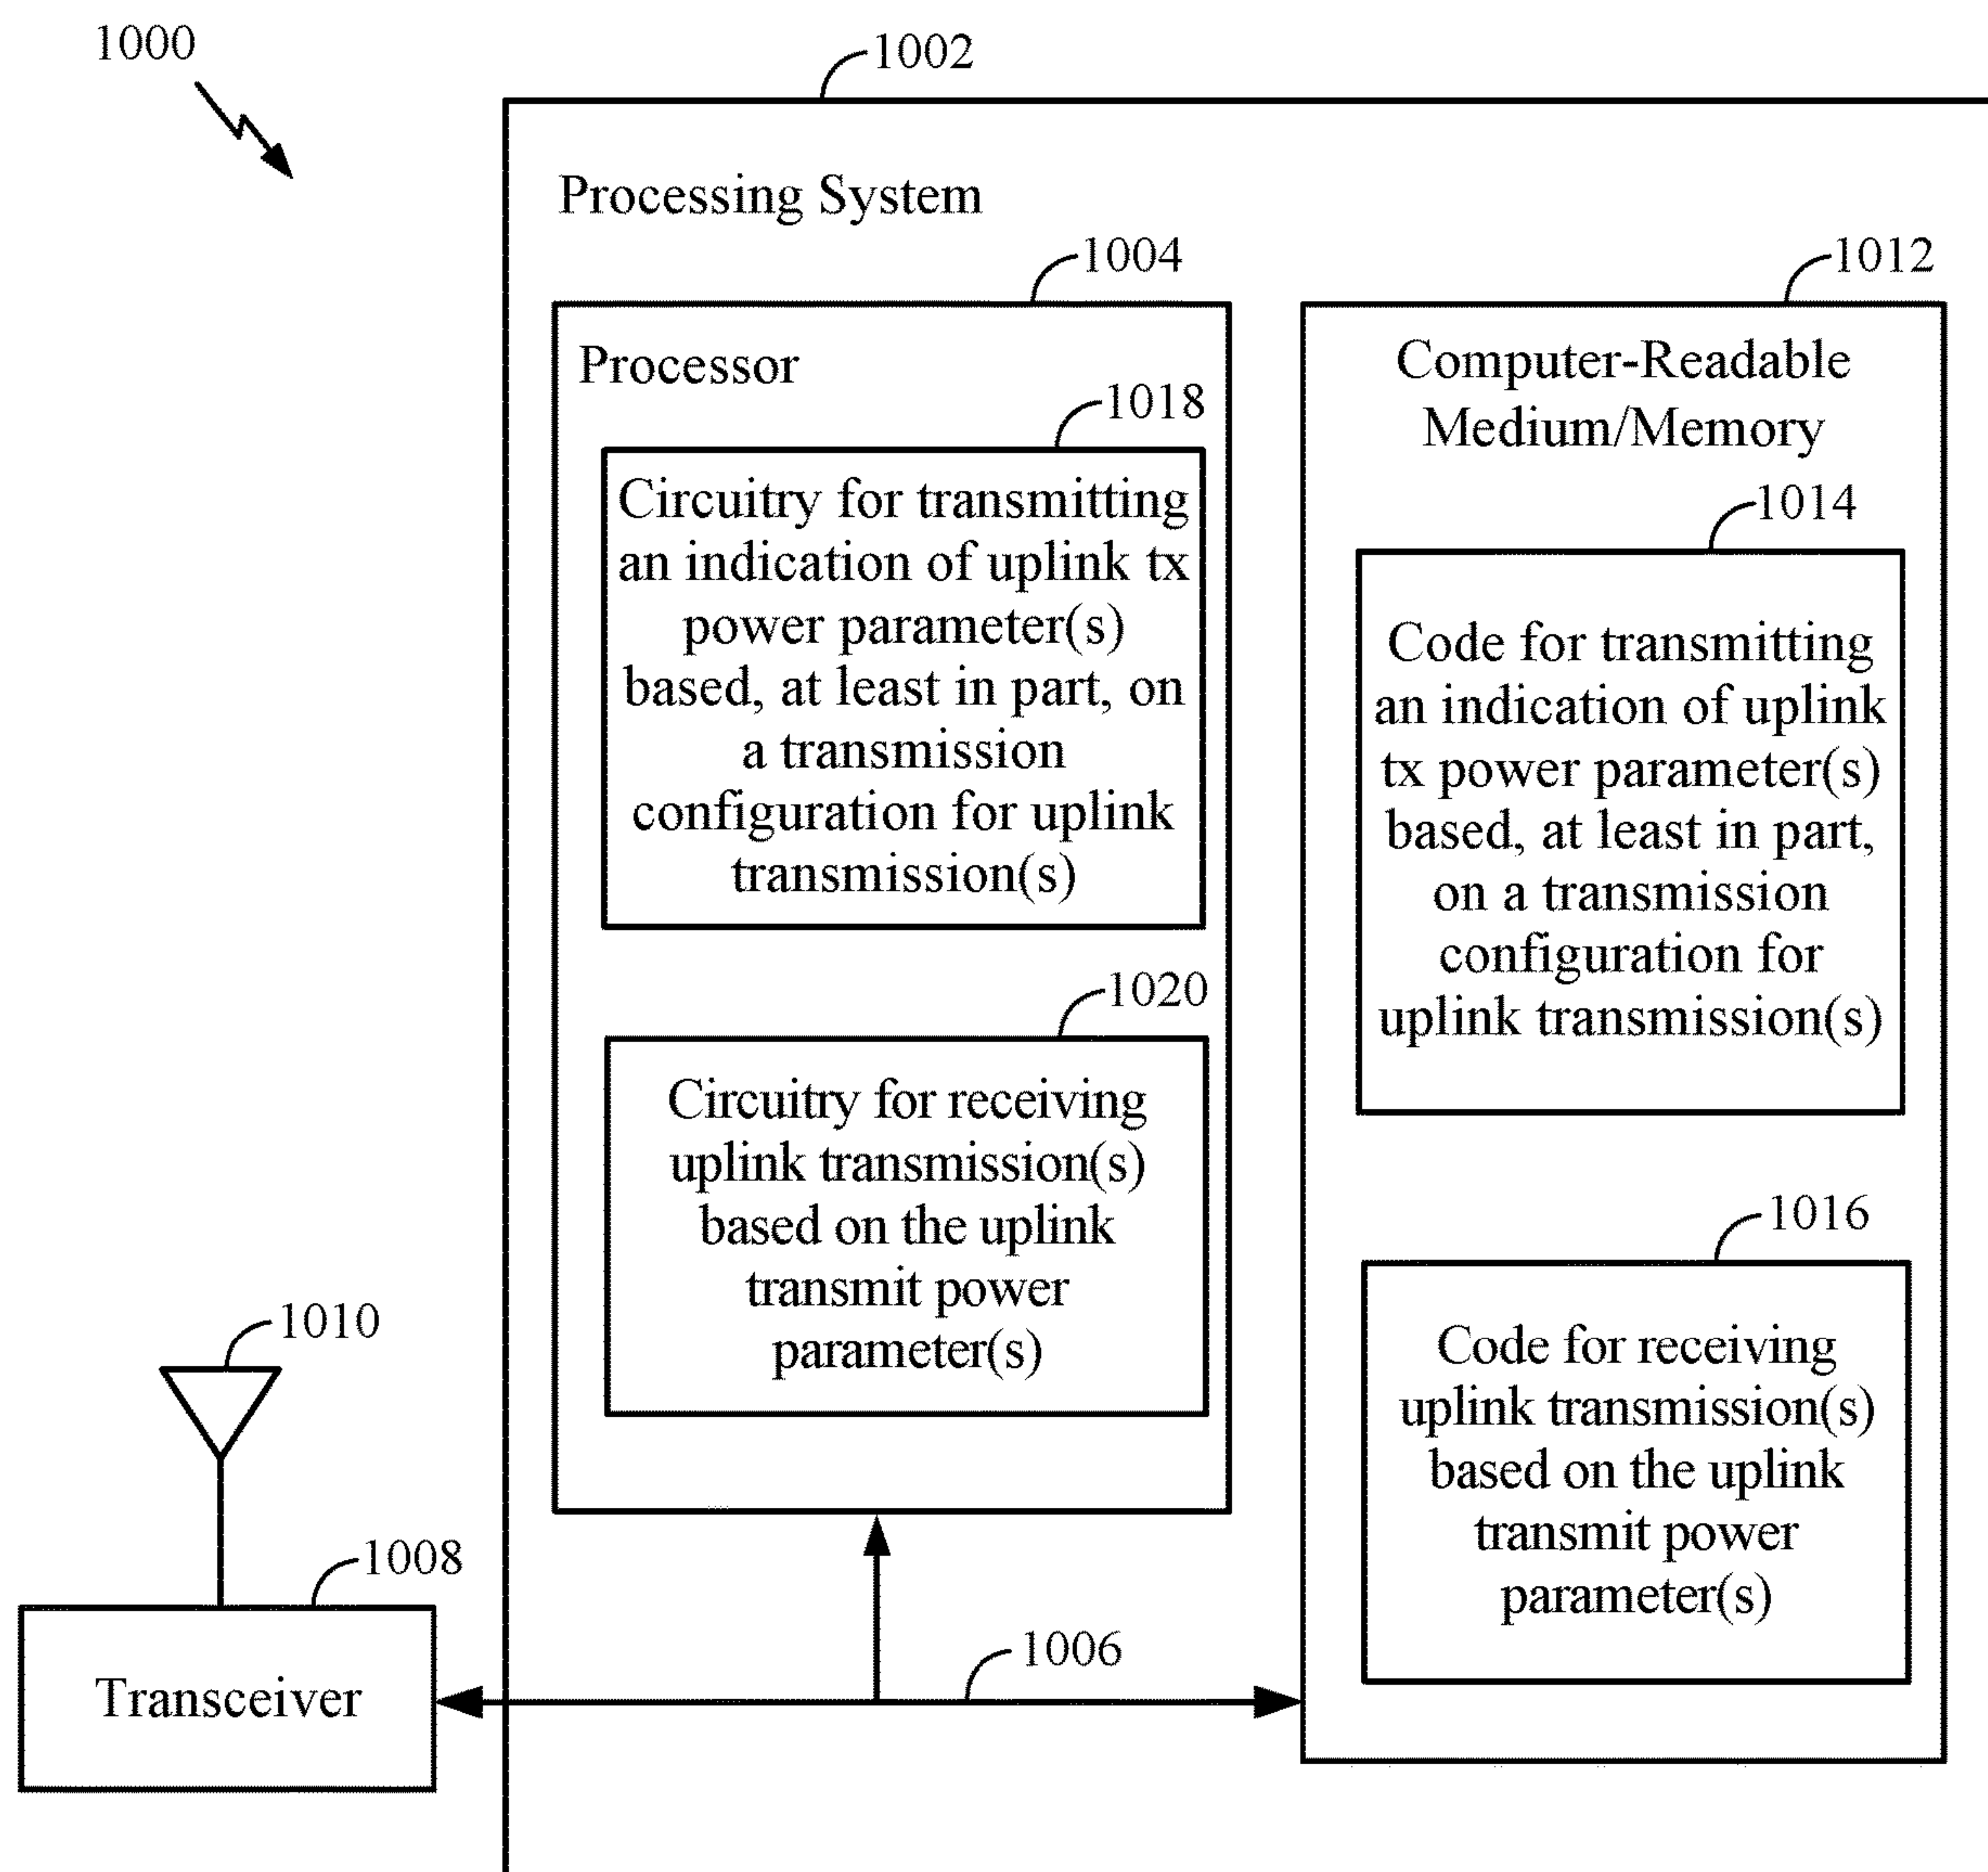 1000
1002
Processing System
1004
Processor
1018
Circuitry for transmitting
an indication of uplink tx
power parameter(s)
based, at least in part, on
a transmission
configuration for uplink
transmission(s)
1020
Circuitry for receiving
uplink transmission(s)
based on the uplink
transmit power
parameter(s)
1012
Computer-Readable
Medium/Memory
1014
Code for transmitting
an indication of uplink
tx power parameter(s)
based, at least in part,
on a transmission
configuration for
uplink transmission(s)
1016
Code for receiving
uplink transmission(s)
based on the uplink
transmit power
parameter(s)
1010
1008
Transceiver
1006